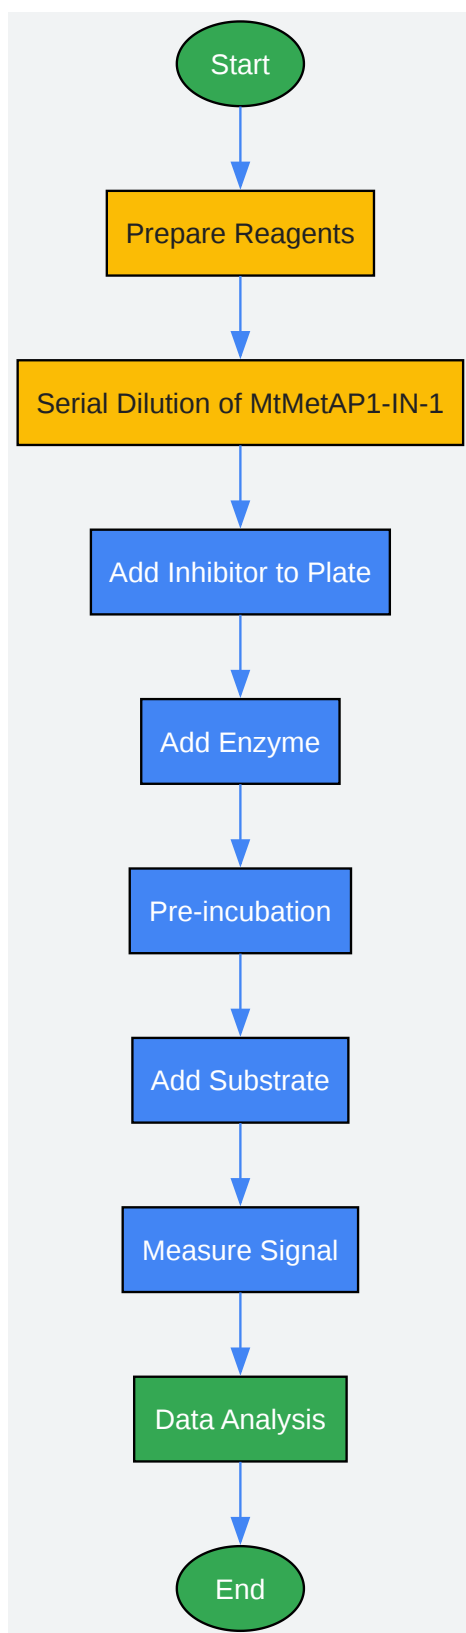 Start
Prepare Reagents
Serial Dilution of MtMetAP1-IN-1
Add Inhibitor to Plate
Add Enzyme
Pre-incubation
Add Substrate
Measure Signal
Data Analysis
End